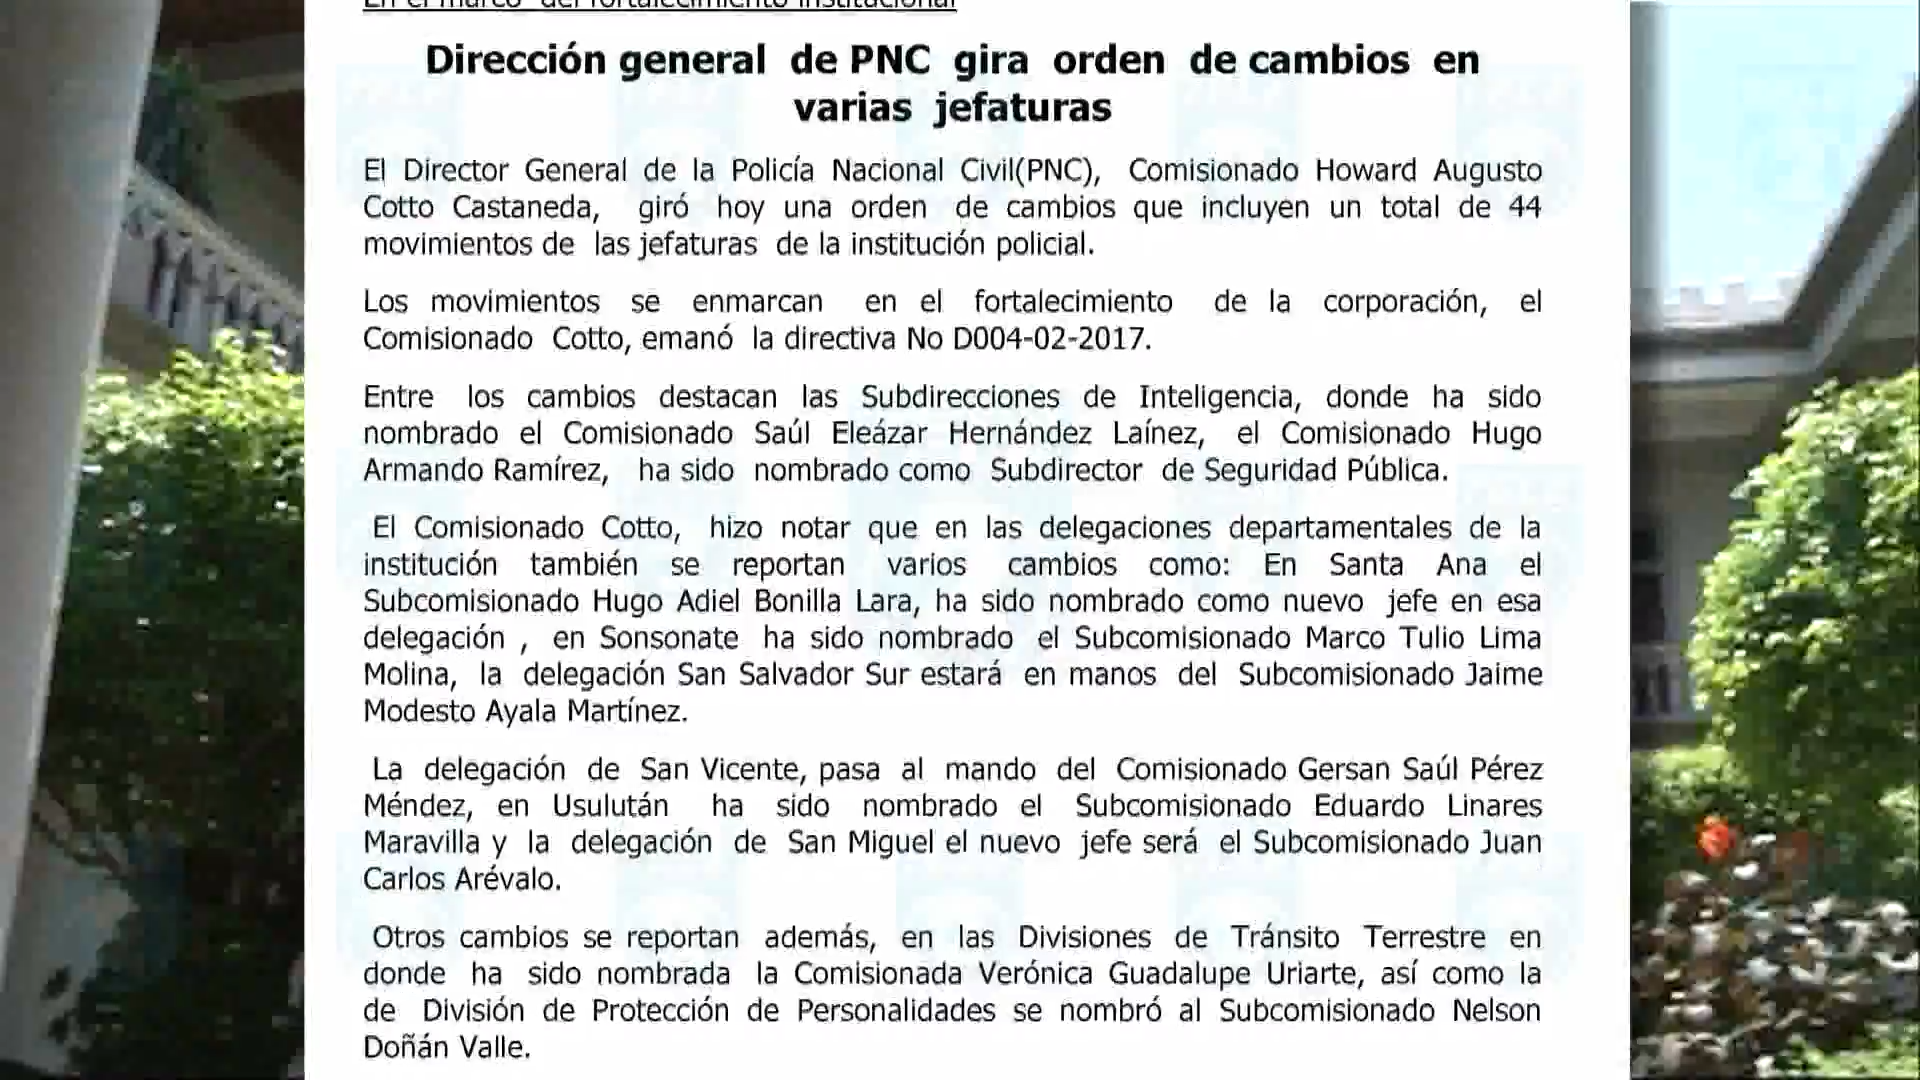 En el marco del fortalecimiento institucional
Dirección general de PNC gira orden de cambios en
varias jefaturas
El Director General de la Policía Nacional Civil(PNC), Comisionado Howard Augusto
Cotto Castaneda, giró hoy una orden de cambios que incluyen un total de 44
movimientos de las jefaturas de la institución policial.
Los movimientos se enmarcan en el fortalecimiento de la corporación, el
Comisionado Cotto, emanó la directiva No D004-02-2017.
Entre los cambios destacan las Subdirecciones de Inteligencia, donde ha sido
nombrado el Comisionado Saúl Eleázar Hernández Laínez, el Comisionado Hugo
Armando Ramírez, ha sido nombrado como Subdirector de Seguridad Pública.
El Comisionado Cotto, hizo notar que en las delegaciones departamentales de la
institución también se reportan varios cambios como: En Santa Ana el
Subcomisionado Hugo Adiel Bonilla Lara, ha sido nombrado como nuevo jefe en esa
delegación , en Sonsonate ha sido nombrado el Subcomisionado Marco Tulio Lima
Molina, la delegación San Salvador Sur estará en manos del Subcomisionado Jaime
Modesto Ayala Martínez.
La delegación de San Vicente, pasa al mando del Comisionado Gersan Saúl Pérez
Méndez, en Usulután ha sido nombrado el Subcomisionado Eduardo Linares
Maravilla y la delegación de San Miguel el nuevo jefe será el Subcomisionado Juan
Carlos Arévalo.
Otros cambios se reportan además, en las Divisiones de Tránsito Terrestre en
donde ha sido nombrada la Comisionada Verónica Guadalupe Uriarte, así como la
de División de Protección de Personalidades se nombró al Subcomisionado Nelson
Doñán Valle.